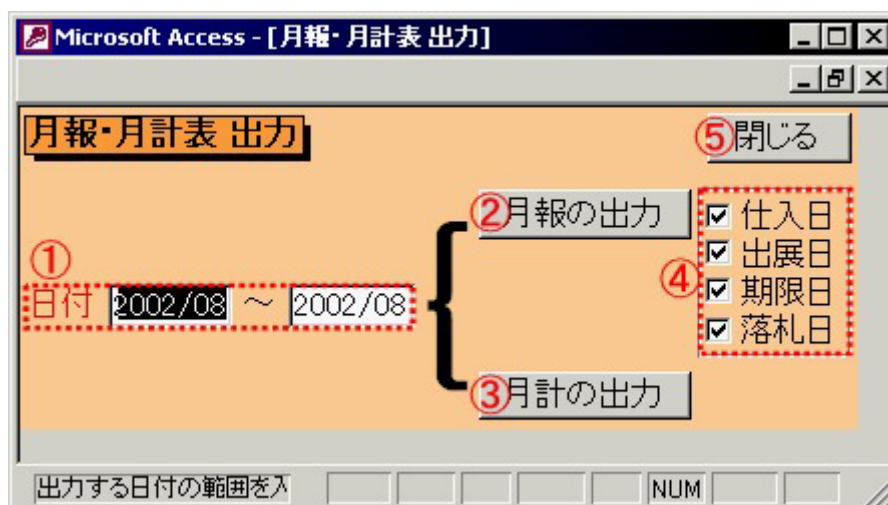 Microsoft Access - [月報・月計表 出力]
月報・月計表 出力
⑤閉じる
②月報の出力
仕入日
出展日
①
④
期限日
日付 2002/08 ～ 2002/08
落札日
③月計の出力
出力する日付の範囲を入
NUM